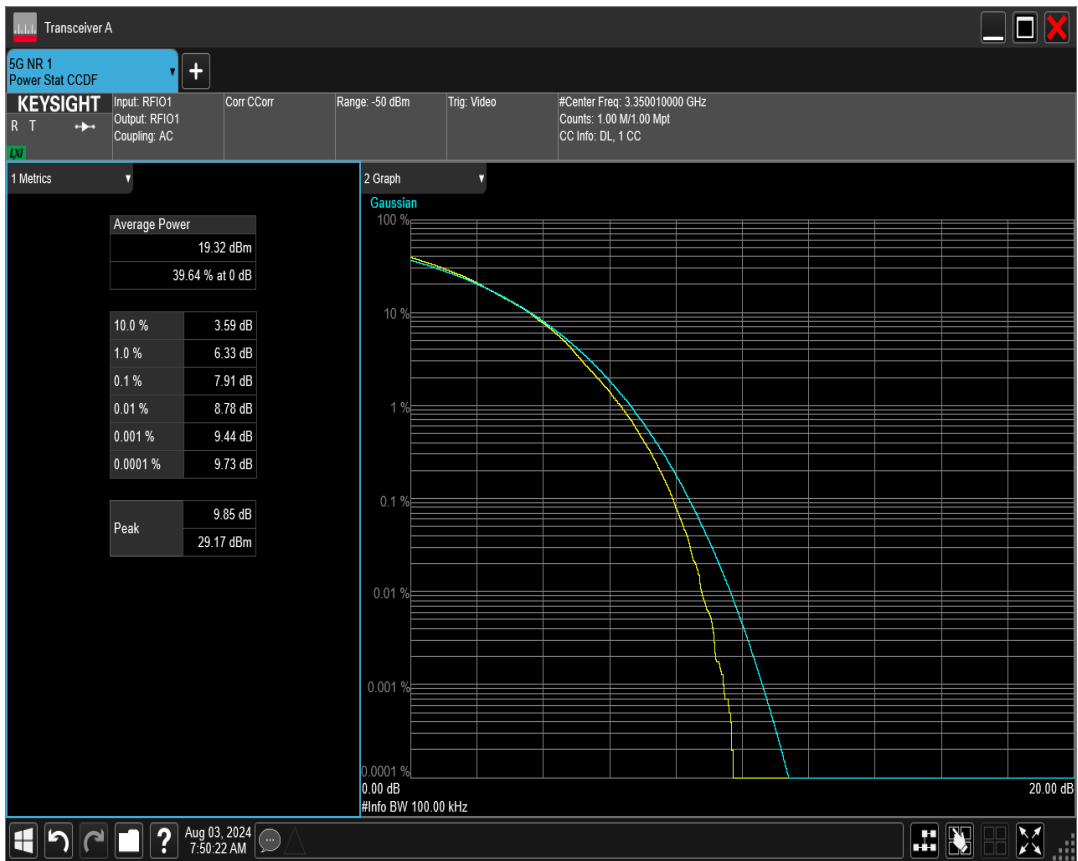 Transceiver A
5G NR 1
Power Stat CCDF
+
KEYSIGHT
R T
LXI
Input: RFIO1
Output: RFIO1
Coupling: AC
Corr CCorr
Range: -50 dBm
Trig: Video
#Center Freq: 3.350010000 GHz
Counts: 1.00 M/1.00 Mpt
CC Info: DL, 1 CC
1 Metrics
Average Power
19.32 dBm
39.64 % at 0 dB
10.0 % 3.59 dB
1.0 % 6.33 dB
0.1 % 7.91 dB
0.01 % 8.78 dB
0.001 % 9.44 dB
0.0001 % 9.73 dB
Peak
9.85 dB
29.17 dBm
2 Graph
Gaussian
100 %
10 %
1 %
0.1 %
0.01 %
0.001 %
0.0001 %
0.00 dB 20.00 dB
#Info BW 100.00 kHz
?
Aug 03, 2024
7:50:22 AM